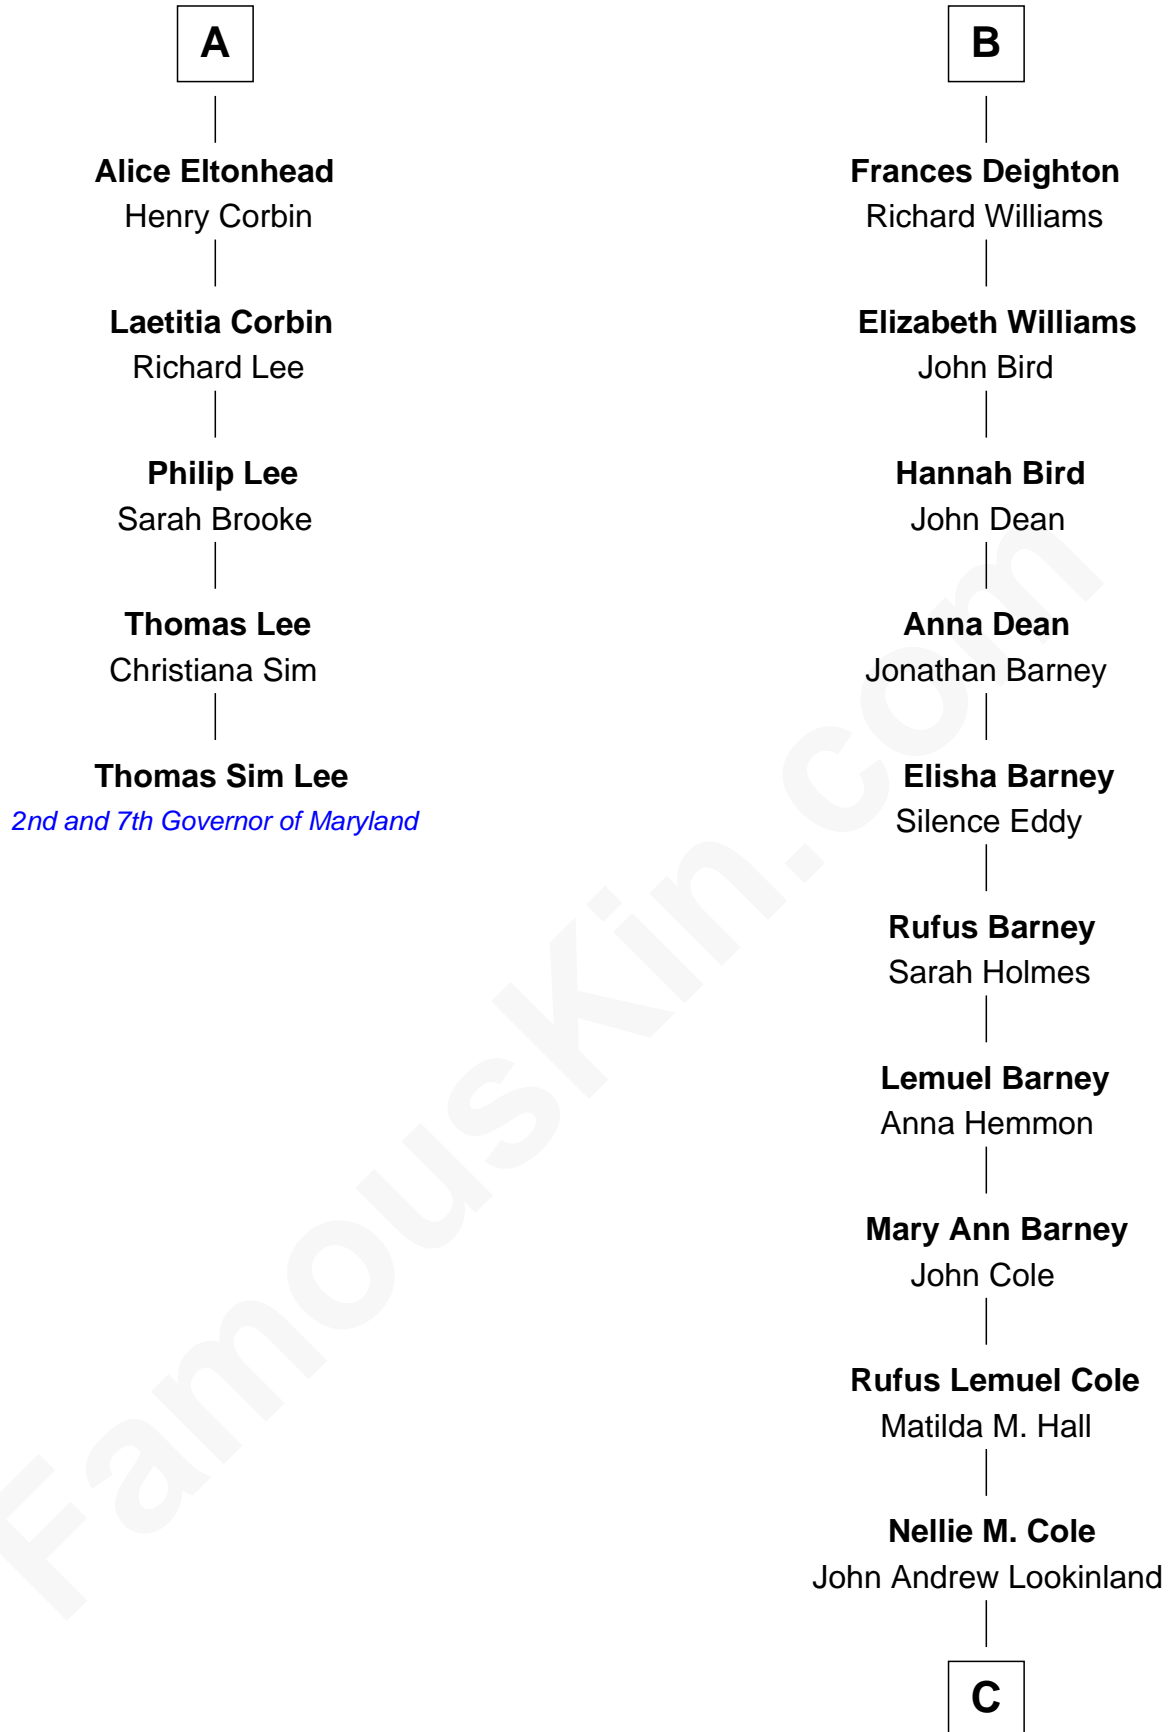 A
Alice Eltonhead
Henry Corbin
Laetitia Corbin
Richard Lee
Philip Lee
Sarah Brooke
Thomas Lee
Christiana Sim
Thomas Sim Lee
2nd and 7th Governor of Maryland
B
Frances Deighton
Richard Williams
Elizabeth Williams
John Bird
Hannah Bird
John Dean
Anna Dean
Jonathan Barney
Elisha Barney
Silence Eddy
Rufus Barney
Sarah Holmes
Lemuel Barney
Anna Hemmon
Mary Ann Barney
John Cole
Rufus Lemuel Cole
Matilda M. Hall
Nellie M. Cole
John Andrew Lookinland
C
FamousKin.com